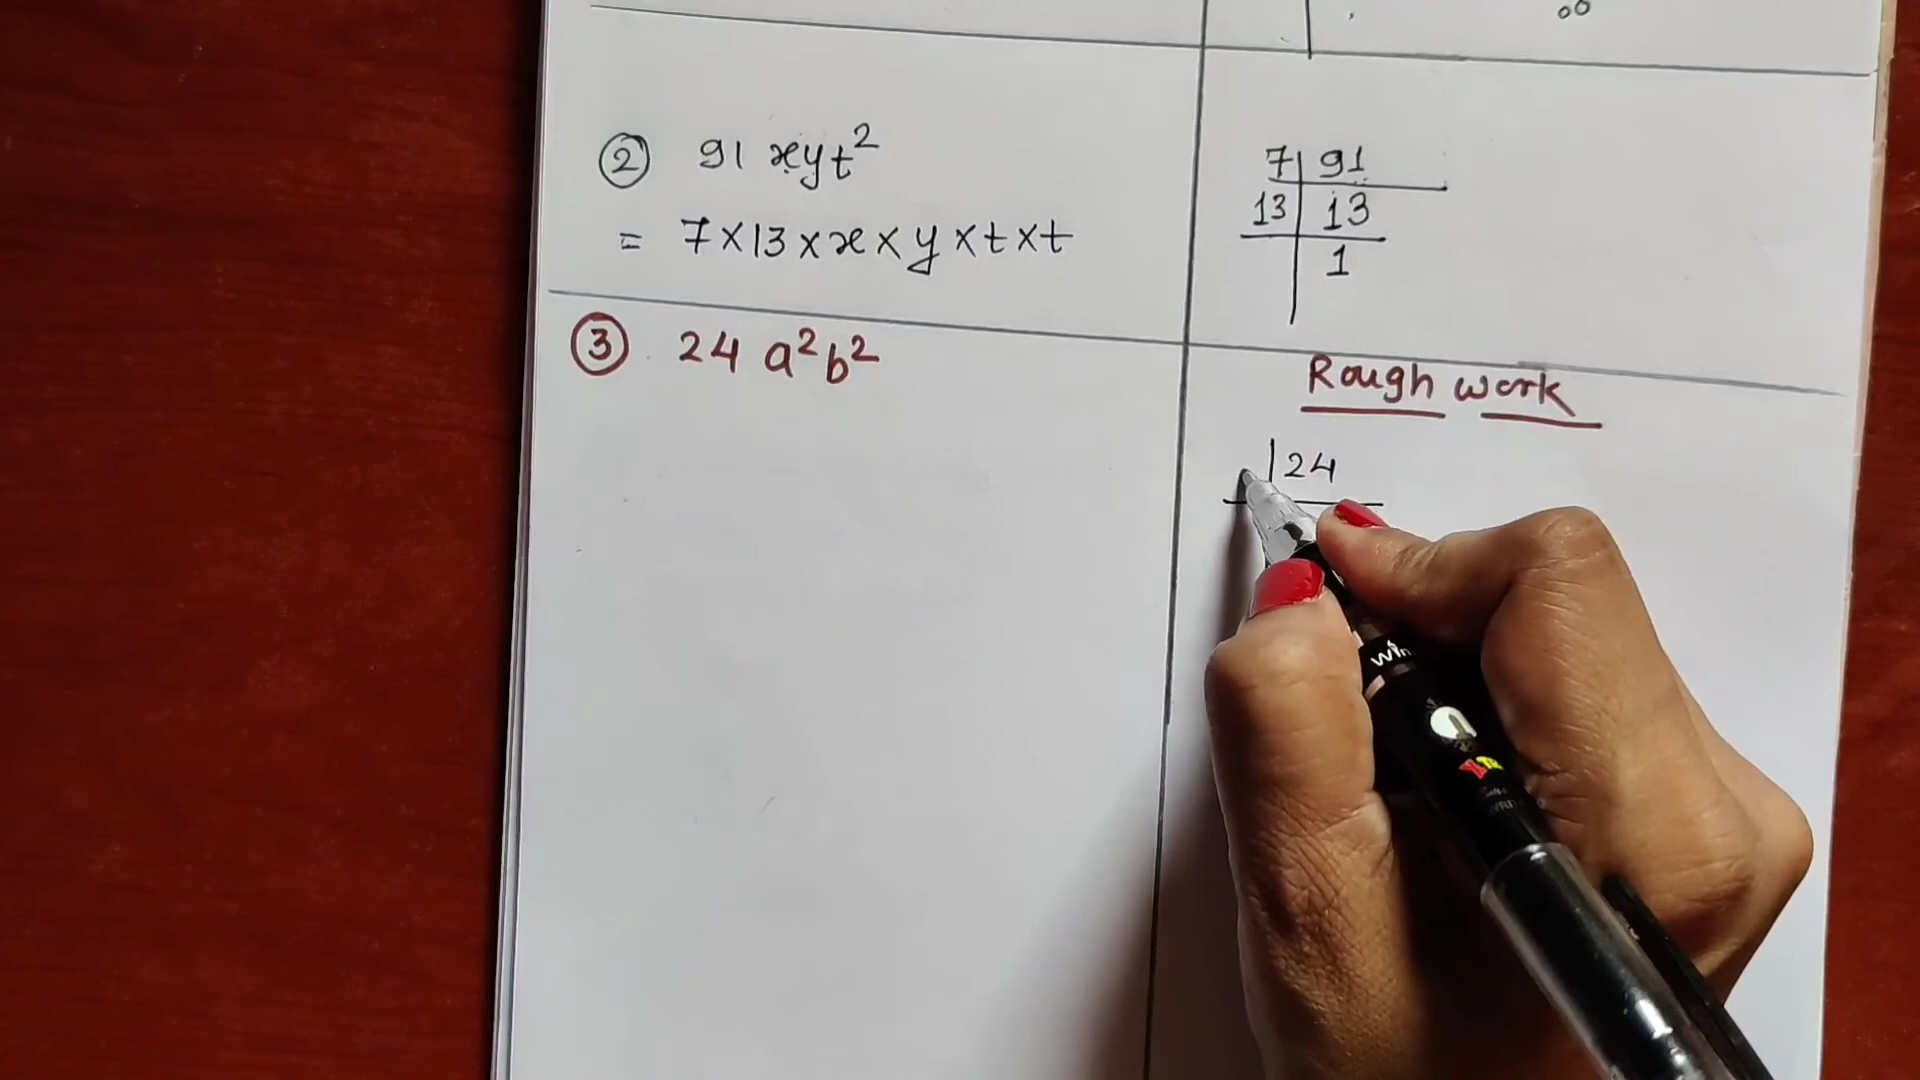 ② 91 xyt²
= 7×13×x×y×t×t
7 | 91
13 | 13
1
③ 24 a²b²
Rough work
| 24